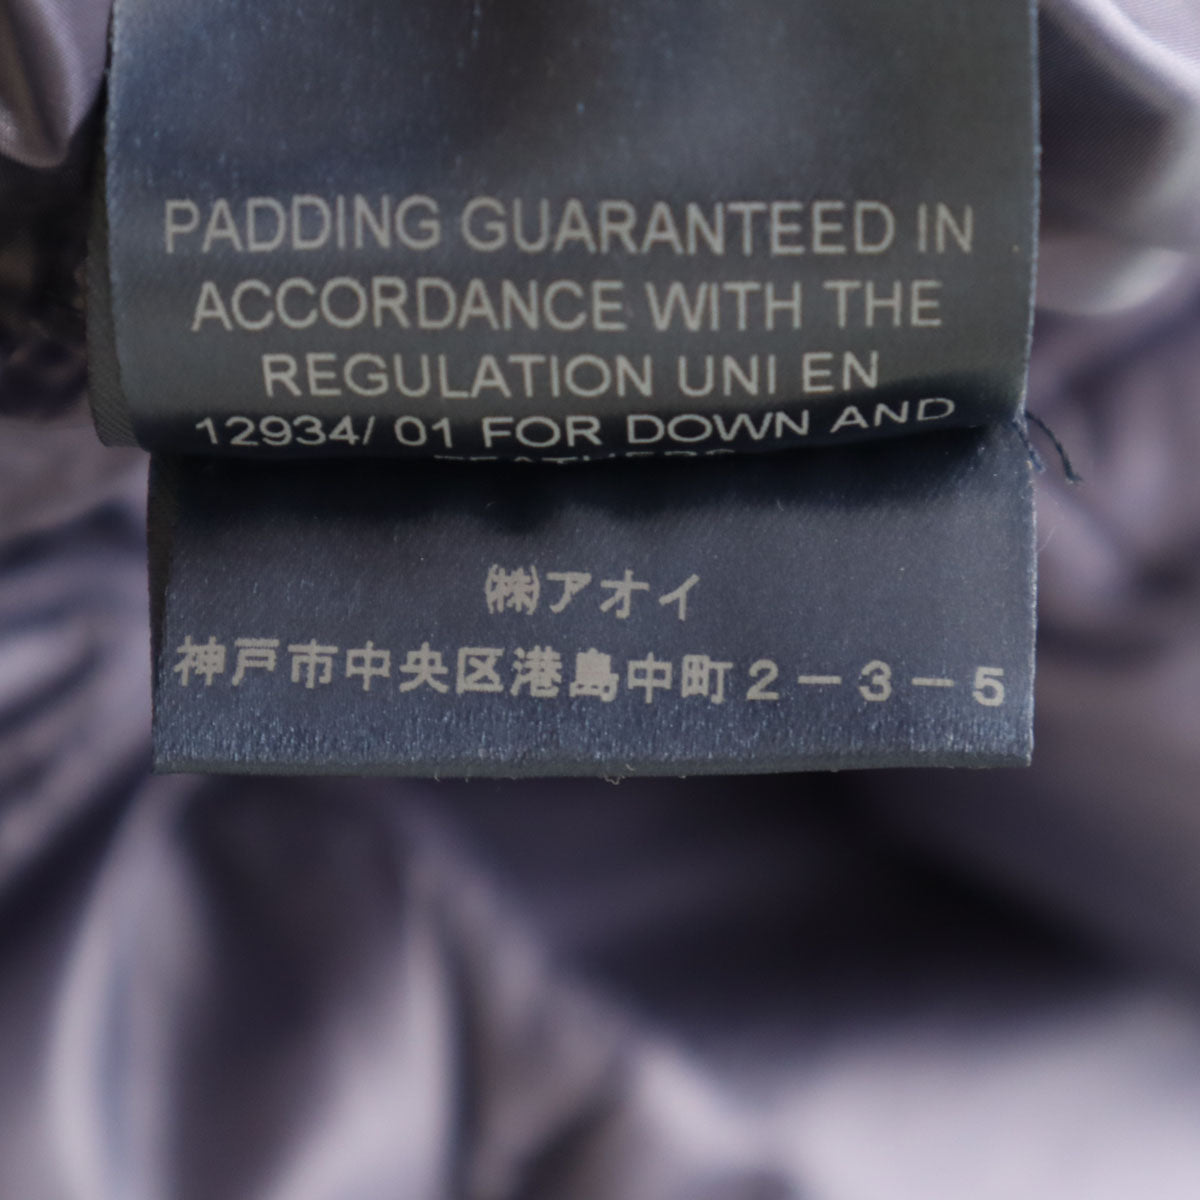 PADDING GUARANTEED IN
ACCORDANCE WITH THE
REGULATION UNI EN
12934/ 01 FOR DOWN AND
FEATHERS
㈱アオイ
神戸市中央区港島中町2-3-5